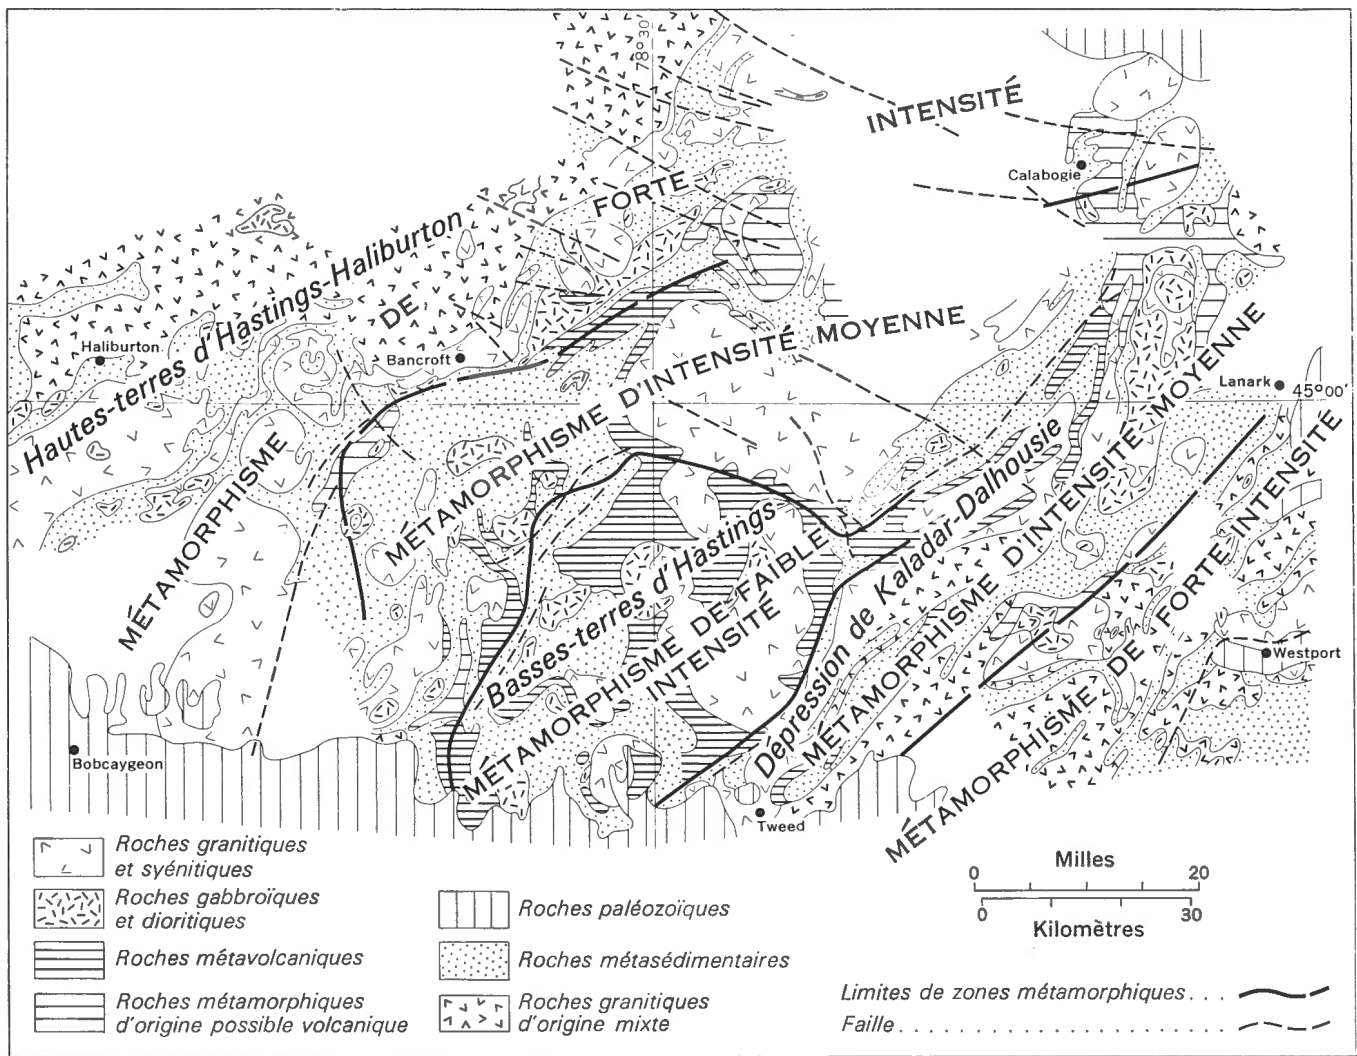 78°30'
INTENSITÉ
Calabogie
FORTE
Hautes-terres d'Hastings-Haliburton
DE
Haliburton
Bancroft
MÉTAMORPHISME
MÉTAMORPHISME D'INTENSITÉ MOYENNE
Lanark
45°00'
Basses-terres d'Hastings
MÉTAMORPHISME DE FAIBLE
INTENSITÉ
Dépression de Kaladar-Dalhousie
MÉTAMORPHISME D'INTENSITÉ MOYENNE
MÉTAMORPHISME DE FORTE INTENSITÉ
Westport
Bobcaygeon
Tweed
Roches granitiques
et syénitiques
Roches gabbroïques
et dioritiques
Roches métavolcaniques
Roches métamorphiques
d'origine possible volcanique
Roches paléozoïques
Roches métasédimentaires
Roches granitiques
d'origine mixte
Milles
0 20
0 30
Kilomètres
Limites de zones métamorphiques....
Faille........................